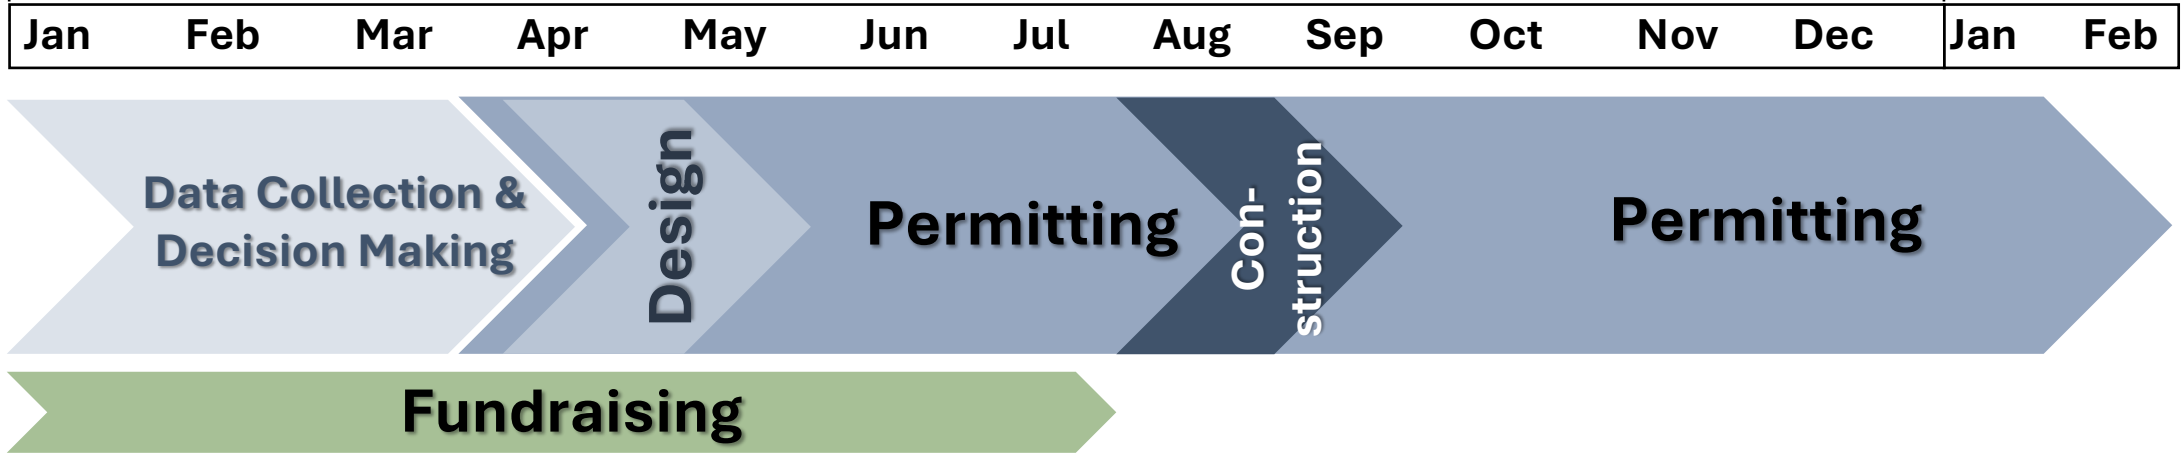 Jan Feb Mar Apr May Jun Jul Aug Sep Oct Nov Dec Jan Feb
Data Collection &
Decision Making
Design
Permitting
Con-
struction
Permitting
Fundraising